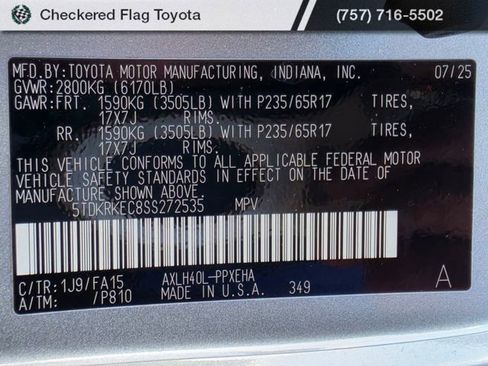 Checkered Flag Toyota
(757) 716-5502
MFD.BY:TOYOTA MOTOR MANUFACTURING, INDIANA, INC. 07/25
GVWR:2800KG (6170LB)
GAWR:FRT. 1590KG (3505LB) WITH P235/65R17 TIRES,
17X7J RIMS.
RR. 1590KG (3505LB) WITH P235/65R17 TIRES,
17X7J RIMS.
THIS VEHICLE CONFORMS TO ALL APPLICABLE FEDERAL MOTOR
VEHICLE SAFETY STANDARDS IN EFFECT ON THE DATE OF
MANUFACTURE SHOWN ABOVE.
5TDKRKEC8SS272535 MPV
C/TR:1J9/FA15 AXLH40L-PPXEHA
A/TM: /P810 MADE IN U.S.A. 349 A